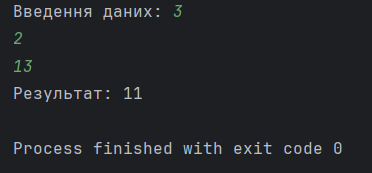 Введення даних: 3
2
13
Результат: 11
Process finished with exit code 0